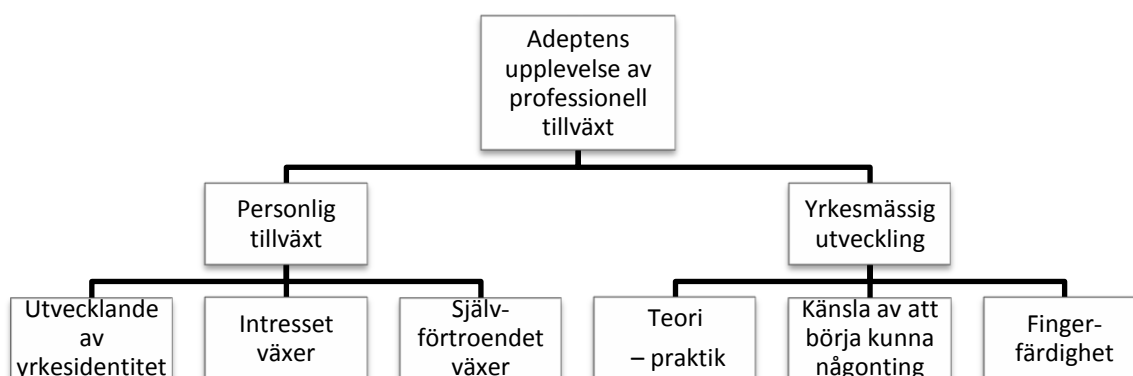 Adeptens
upplevelse av
professionell
tillväxt
Personlig
tillväxt
Yrkesmässig
utveckling
Utvecklande
av
yrkesidentitet
Intresset
växer
Själv-
förtroendet
växer
Teori
– praktik
Känsla av att
börja kunna
någonting
Finger-
färdighet